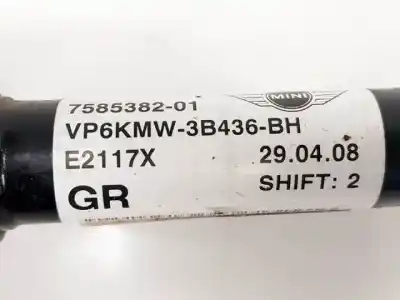 MINI
7585382-01
VP6KMW-3B436-BH
E2117X 29.04.08
GR SHIFT: 2